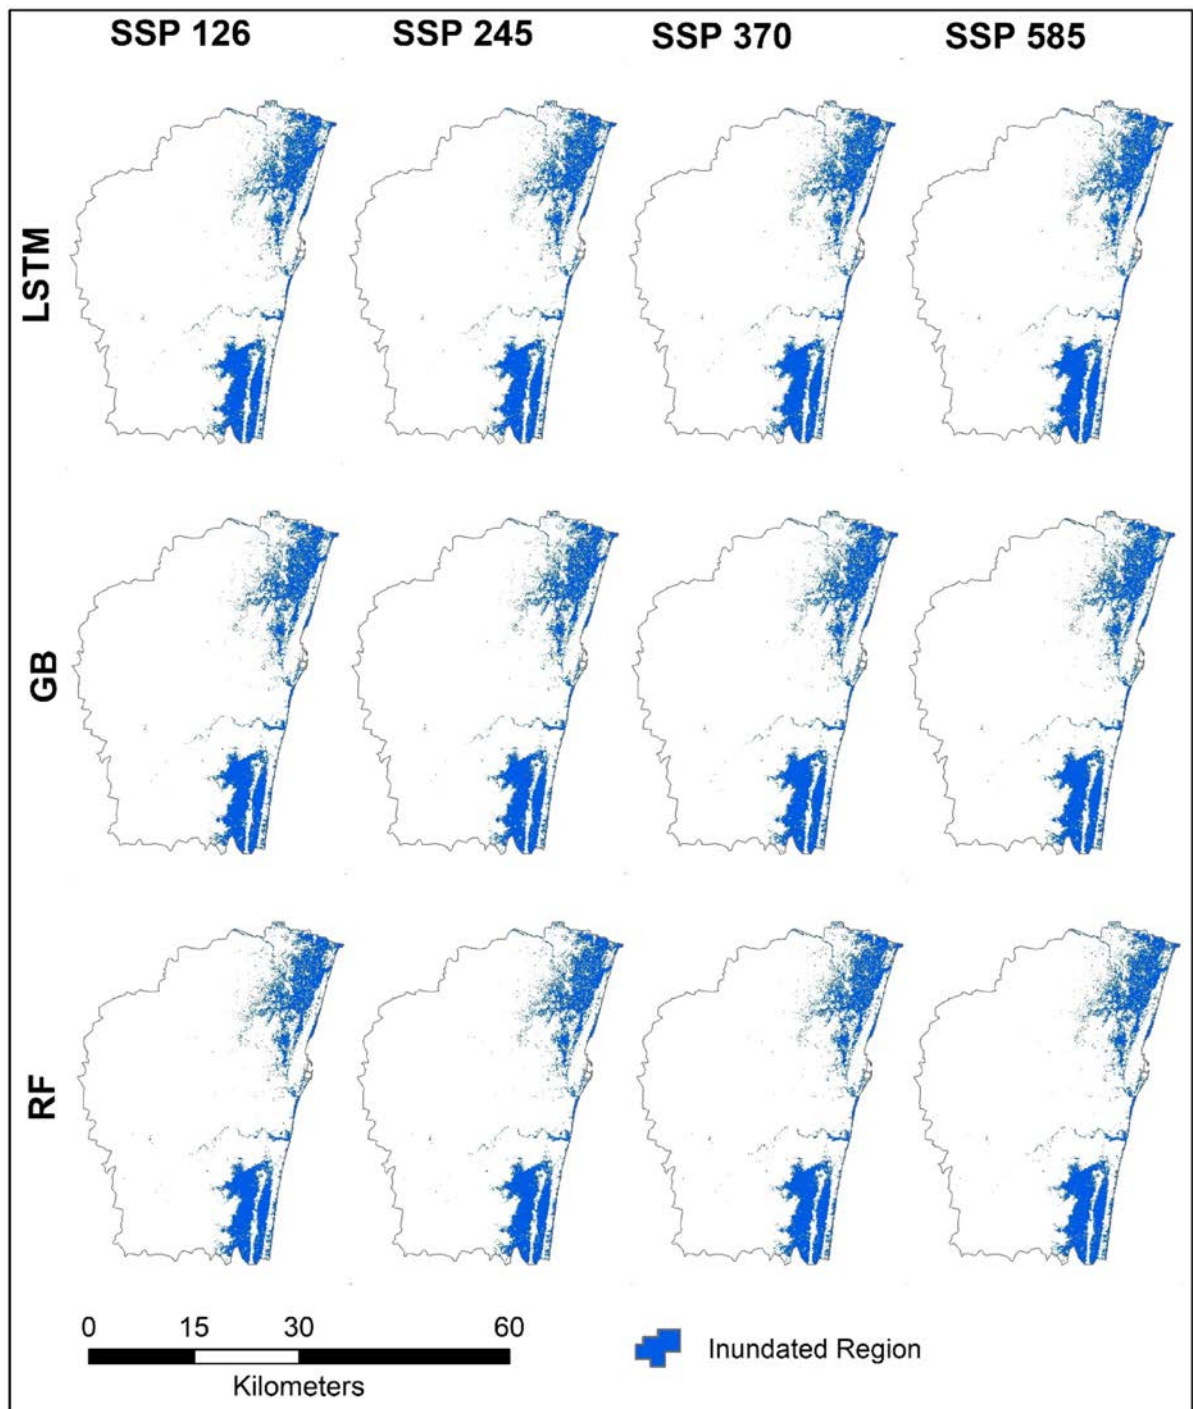 SSP 126 SSP 245 SSP 370 SSP 585
LSTM
GB
RF
0 15 30 60
Kilometers
Inundated Region